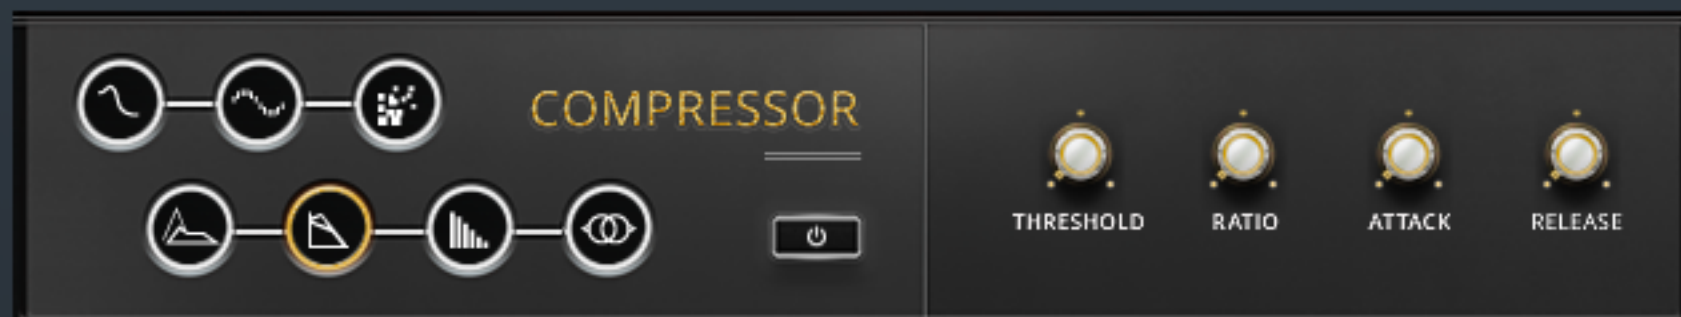 COMPRESSOR
THRESHOLD
RATIO
ATTACK
RELEASE